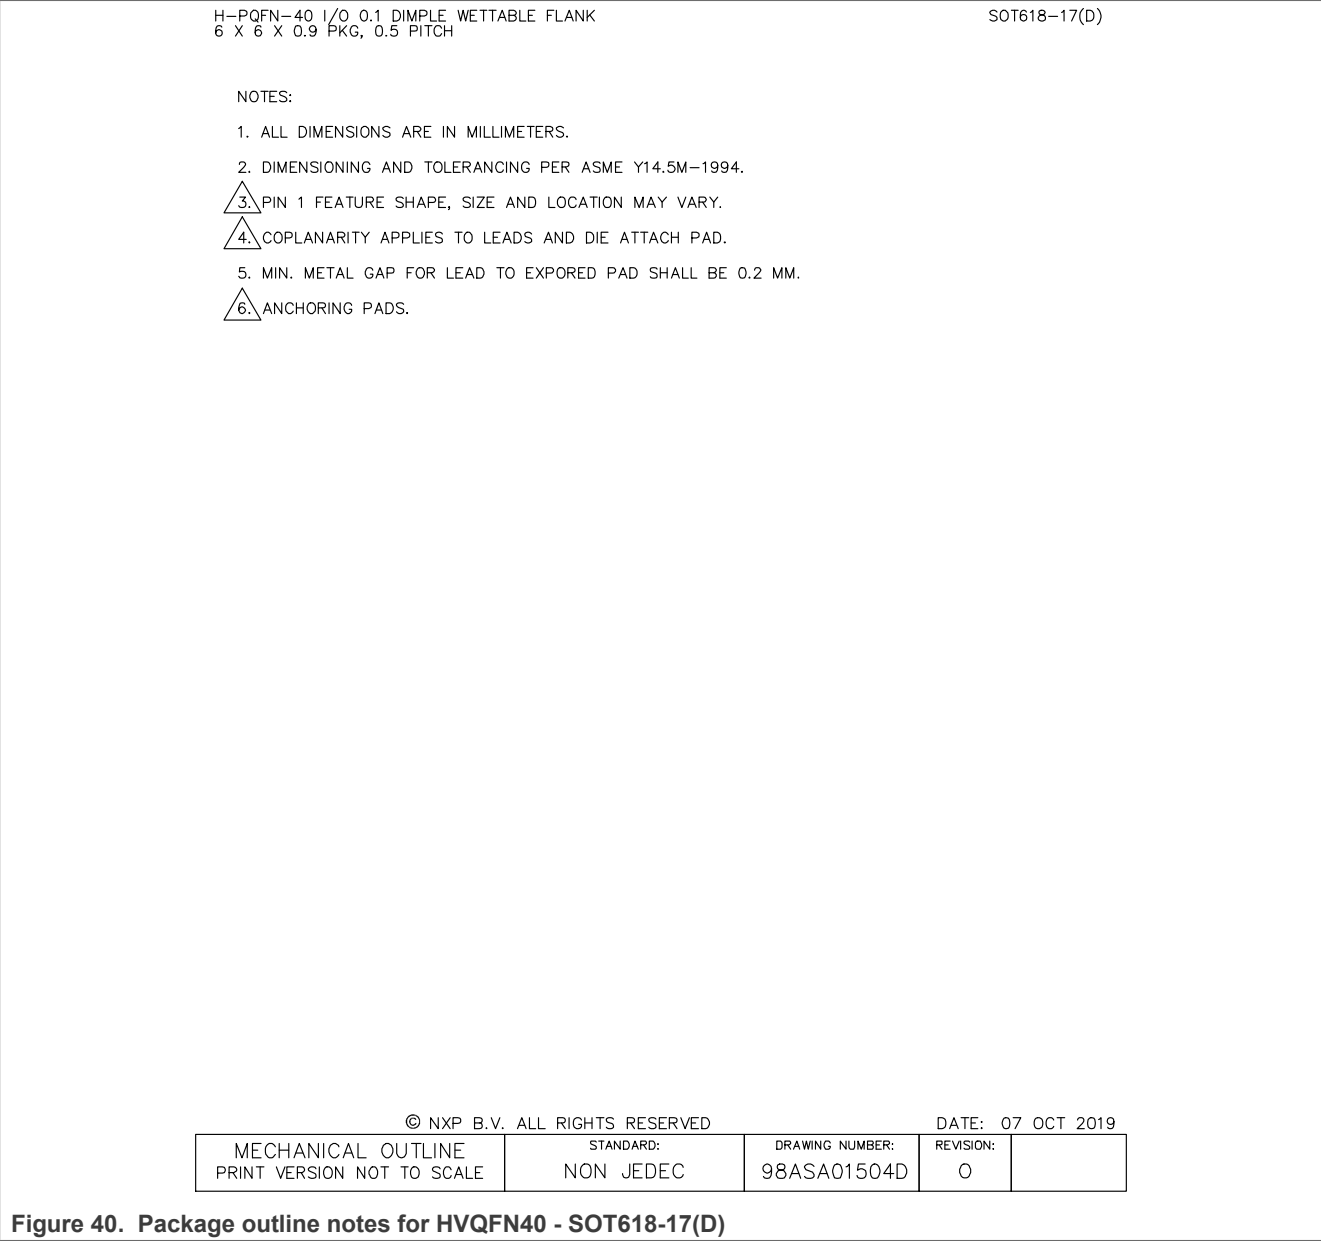 H-PQFN-40 I/O 0.1 DIMPLE WETTABLE FLANK
6 X 6 X 0.9 PKG, 0.5 PITCH
SOT618-17(D)
NOTES:
1. ALL DIMENSIONS ARE IN MILLIMETERS.
2. DIMENSIONING AND TOLERANCING PER ASME Y14.5M-1994.
3. PIN 1 FEATURE SHAPE, SIZE AND LOCATION MAY VARY.
4. COPLANARITY APPLIES TO LEADS AND DIE ATTACH PAD.
5. MIN. METAL GAP FOR LEAD TO EXPORED PAD SHALL BE 0.2 MM.
6. ANCHORING PADS.
© NXP B.V. ALL RIGHTS RESERVED
DATE: 07 OCT 2019
MECHANICAL OUTLINE
PRINT VERSION NOT TO SCALE
STANDARD:
NON JEDEC
DRAWING NUMBER:
98ASA01504D
REVISION:
O
Figure 40. Package outline notes for HVQFN40 - SOT618-17(D)